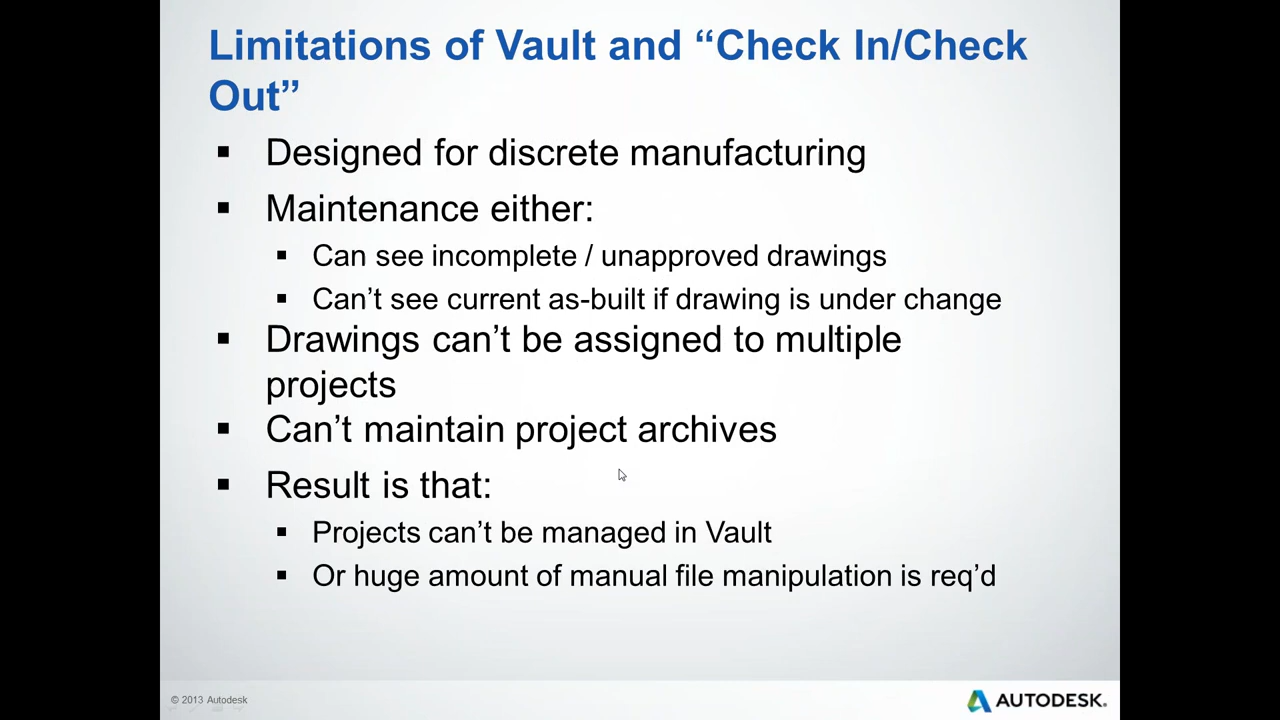 Limitations of Vault and “Check In/Check
Out”
▪ Designed for discrete manufacturing
▪ Maintenance either:
▪ Can see incomplete / unapproved drawings
▪ Can’t see current as-built if drawing is under change
▪ Drawings can’t be assigned to multiple
projects
▪ Can’t maintain project archives
▪ Result is that:
▪ Projects can’t be managed in Vault
▪ Or huge amount of manual file manipulation is req’d
© 2013 Autodesk
AUTODESK.